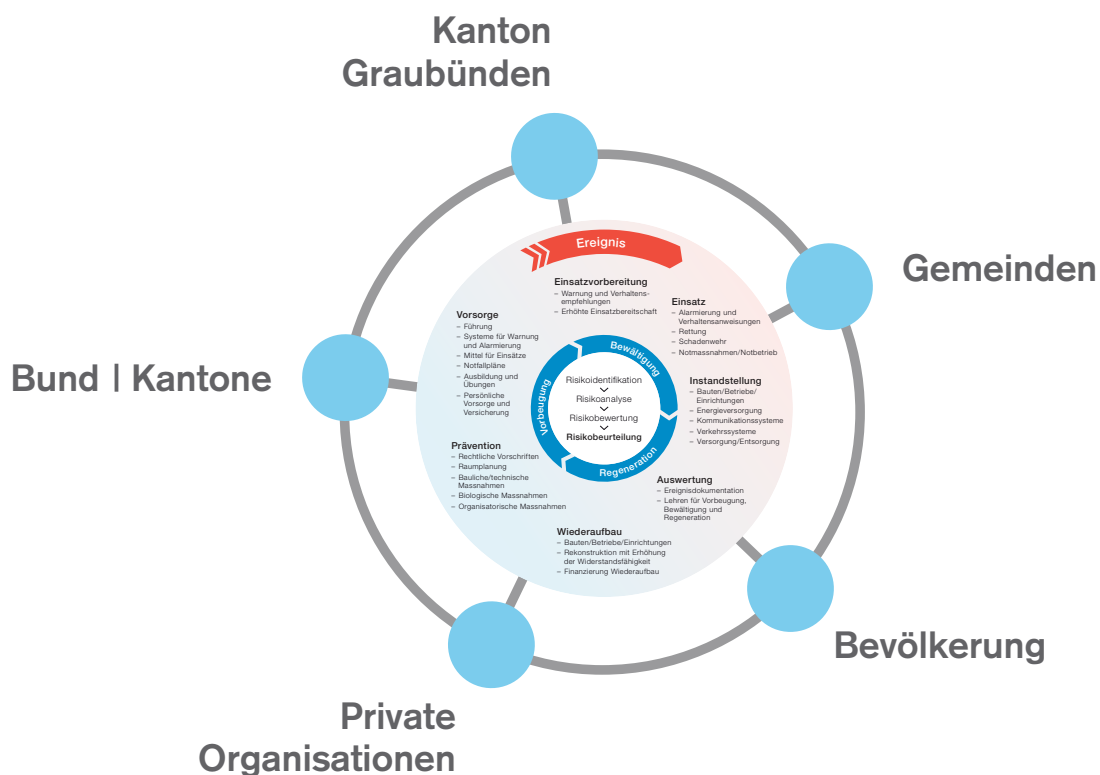 Kanton
Graubünden
Gemeinden
Bund | Kantone
Bevölkerung
Private
Organisationen
Ereignis
Einsatzvorbereitung
– Warnung und Verhaltens-
empfehlungen
– Erhöhte Einsatzbereitschaft
Einsatz
– Alarmierung und
Verhaltensanweisungen
– Rettung
– Schadenwehr
– Notmassnahmen/Notbetrieb
Instandstellung
– Bauten/Betriebe/
Einrichtungen
– Energieversorgung
– Kommunikationssysteme
– Verkehrssysteme
– Versorgung/Entsorgung
Auswertung
– Ereignisdokumentation
– Lehren für Vorbeugung,
Bewältigung und
Regeneration
Wiederaufbau
– Bauten/Betriebe/Einrichtungen
– Rekonstruktion mit Erhöhung
der Widerstandsfähigkeit
– Finanzierung Wiederaufbau
Prävention
– Rechtliche Vorschriften
– Raumplanung
– Bauliche/technische
Massnahmen
– Biologische Massnahmen
– Organisatorische Massnahmen
Vorsorge
– Führung
– Systeme für Warnung
und Alarmierung
– Mittel für Einsätze
– Notfallpläne
– Ausbildung und
Übungen
– Persönliche
Vorsorge und
Versicherung
Bewältigung
Regeneration
Vorbeugung
Risikoidentifikation
Risikoanalyse
Risikobewertung
Risikobeurteilung